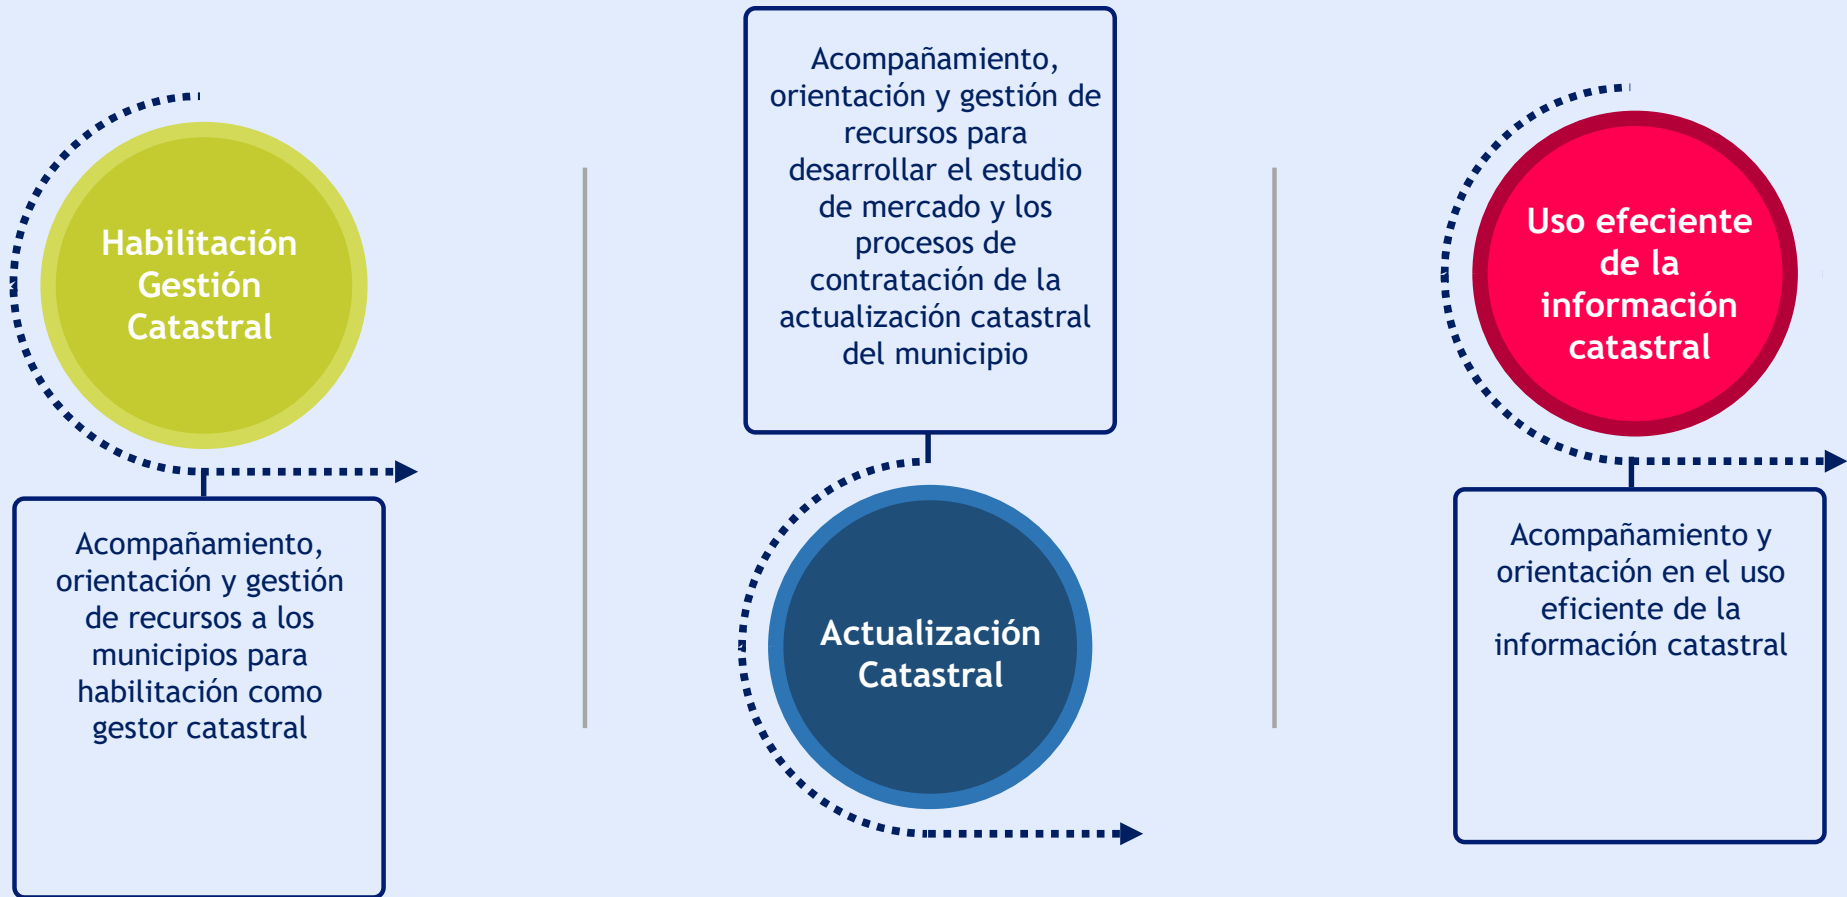 Habilitación
Gestión
Catastral
Acompañamiento,
orientación y gestión
de recursos a los
municipios para
habilitación como
gestor catastral
Acompañamiento,
orientación y gestión de
recursos para
desarrollar el estudio
de mercado y los
procesos de
contratación de la
actualización catastral
del municipio
Actualización
Catastral
Uso efeciente
de la
información
catastral
Acompañamiento y
orientación en el uso
eficiente de la
información catastral